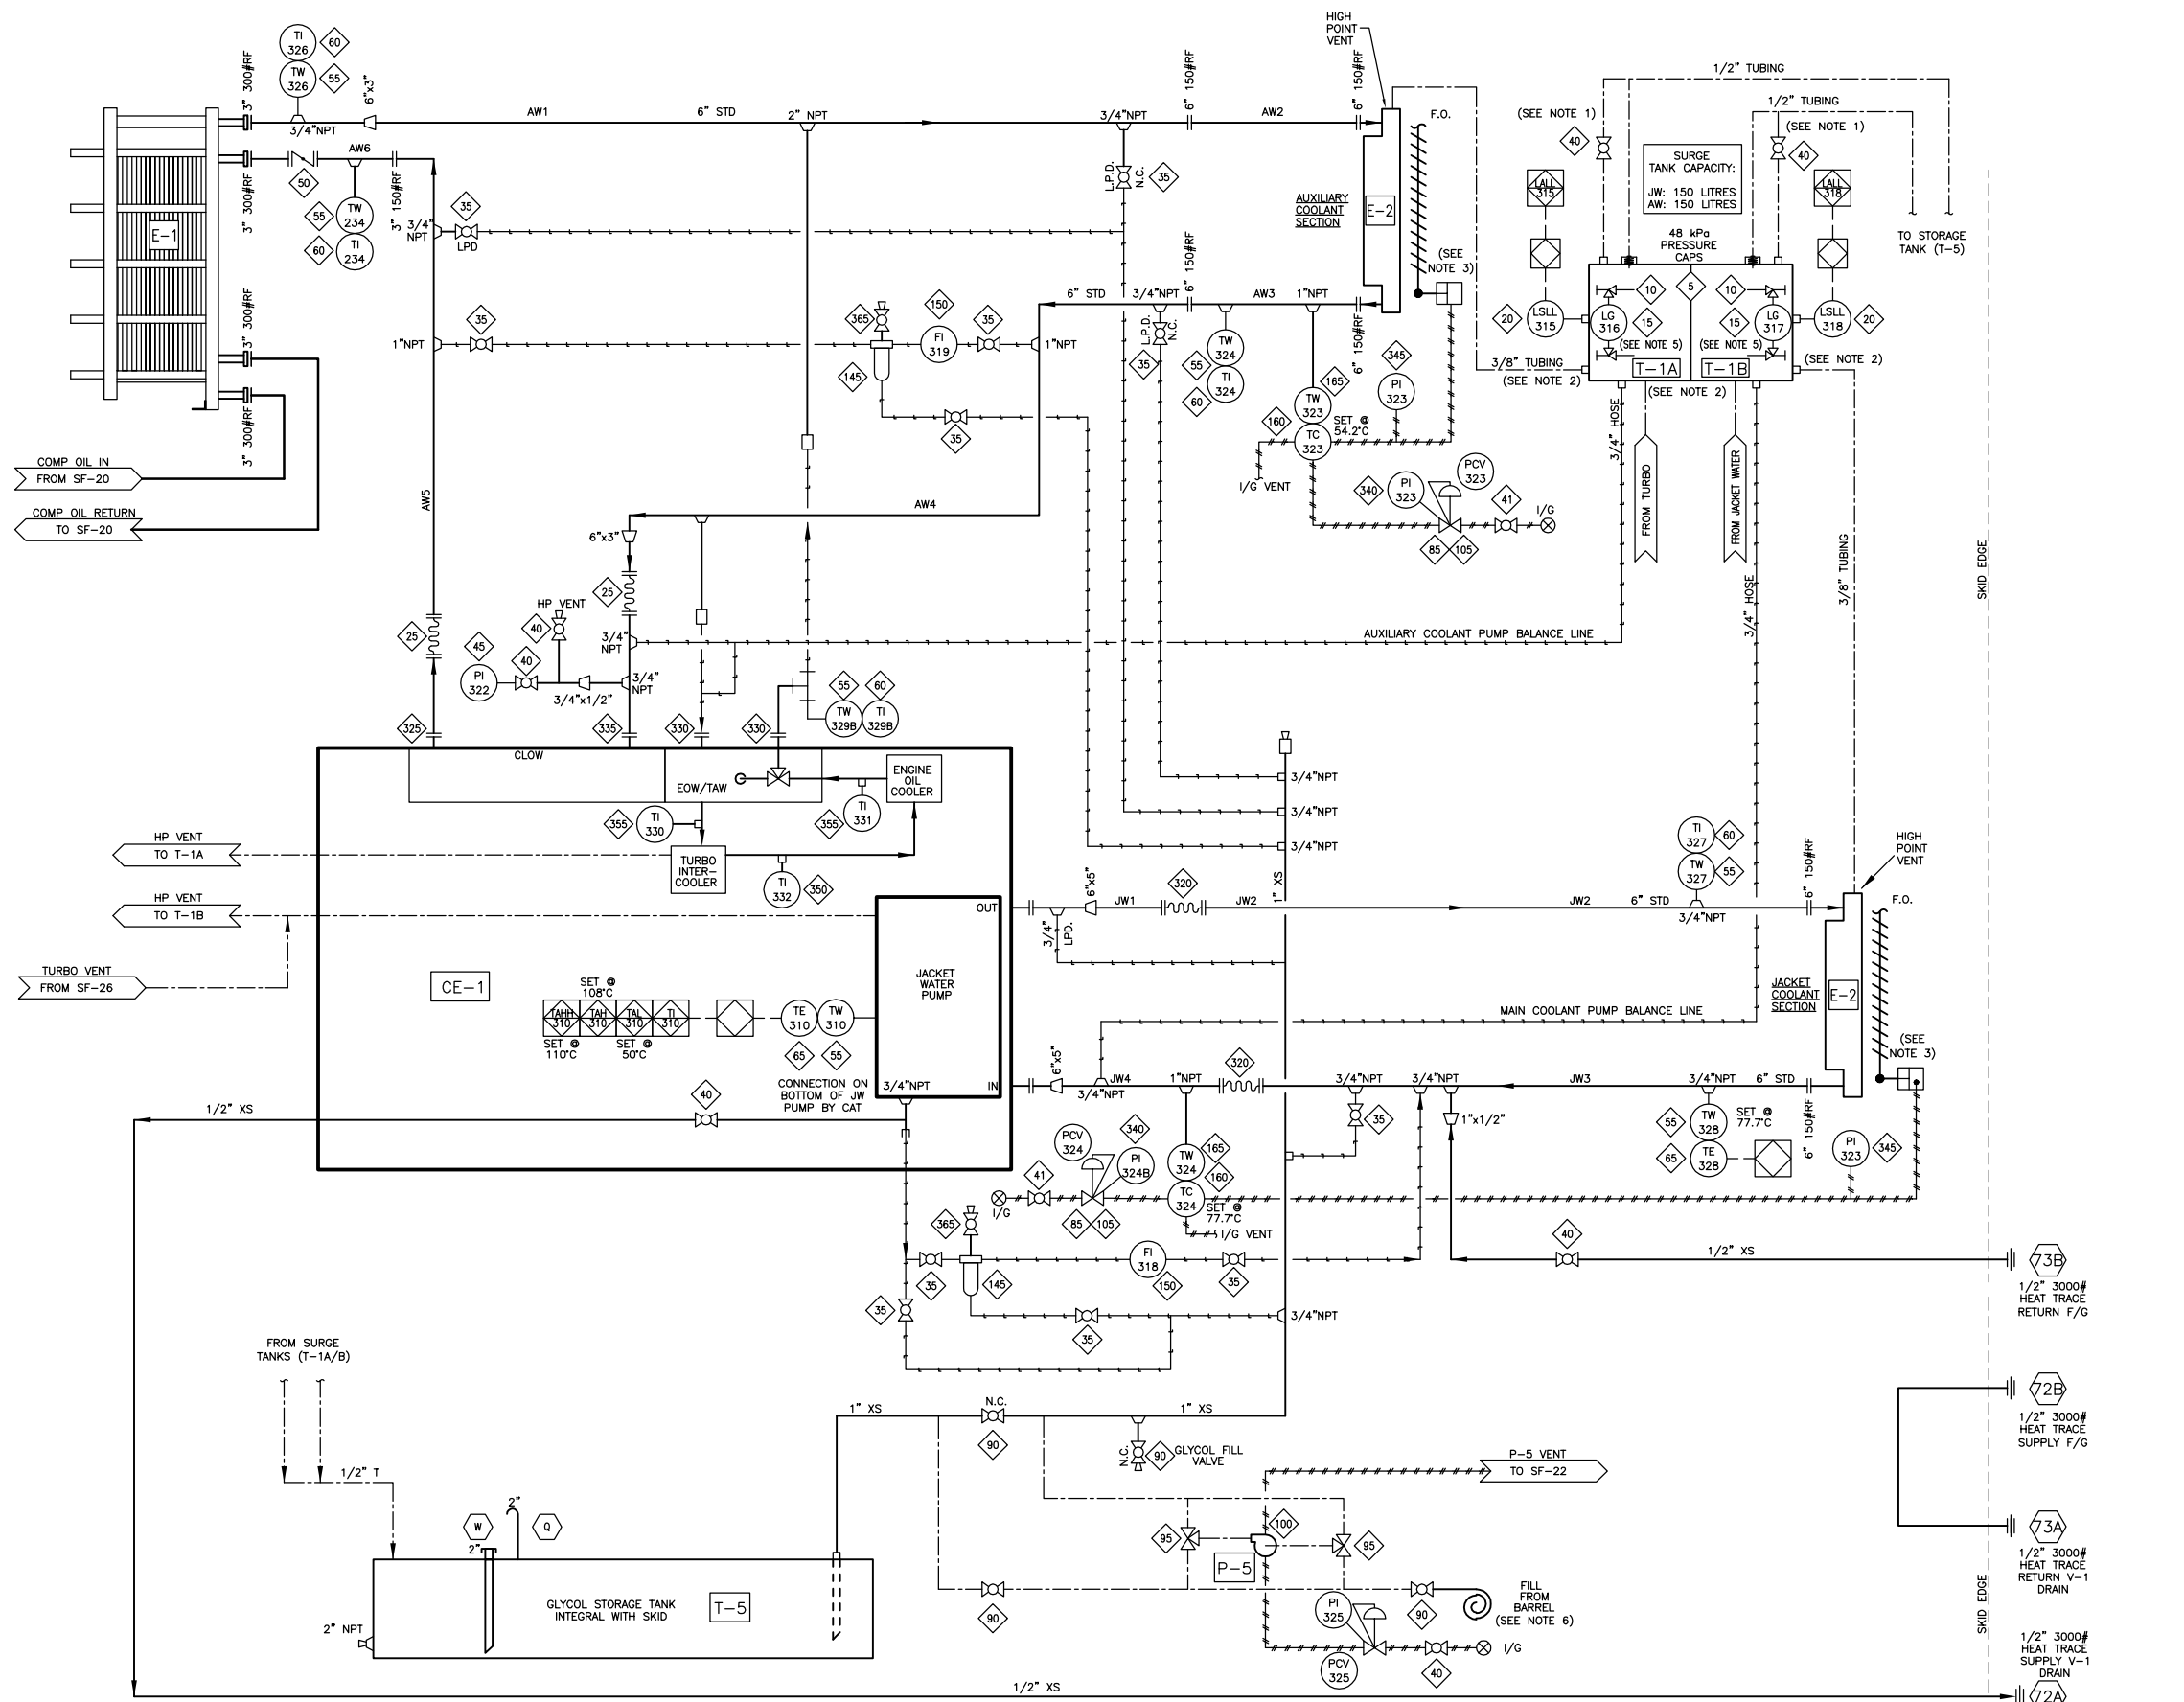 HIGH
POINT
VENT
TI
326
60
TW
326
55
3" 300#RF
6"x3"
3/4"NPT
AW1
6" STD
2" NPT
3/4"NPT
6" 150#RF
AW2
6" 150#RF
F.O.
1/2" TUBING
1/2" TUBING
(SEE NOTE 1)
(SEE NOTE 1)
40
40
SURGE
TANK CAPACITY:
JW: 150 LITRES
AW: 150 LITRES
LALL
315
LALL
318
TO STORAGE
TANK (T-5)
48 kPa
PRESSURE
CAPS
AW6
50
3" 300#RF
55
TW
234
60
TI
234
3" 150#RF
3/4"
NPT
35
LPD
L.P.D.
N.C.
35
AUXILIARY
COOLANT
SECTION
E-2
(SEE
NOTE 3)
E-1
3" 300#RF
3" 300#RF
1"NPT
35
365
150
FI
319
35
1"NPT
145
35
6" STD
3/4"NPT
6" 150#RF
AW3
1"NPT
L.P.D.
N.C.
35
TW
324
55
TI
324
60
6" 150#RF
345
PI
323
165
TW
323
160
TC
323
SET @
54.2°C
I/G VENT
340
PI
323
PCV
323
41
I/G
85
105
20
LSLL
315
10
5
10
LG
316
15
15
LG
317
(SEE NOTE 5)
(SEE NOTE 5)
LSLL
318
20
T-1A
T-1B
(SEE NOTE 2)
3/8" TUBING
(SEE NOTE 2)
(SEE NOTE 2)
3/4" HOSE
FROM TURBO
FROM JACKET WATER
3/4" HOSE
3/8" TUBING
SKID EDGE
COMP OIL IN
FROM SF-20
COMP OIL RETURN
TO SF-20
AW5
AW4
6"x3"
25
25
HP VENT
40
3/4"
NPT
AUXILIARY COOLANT PUMP BALANCE LINE
45
40
PI
322
3/4"x1/2"
3/4"
NPT
55
60
TW
329B
TI
329B
325
335
330
330
CLOW
EOW/TAW
ENGINE
OIL
COOLER
355
TI
330
355
TI
331
3/4"NPT
3/4"NPT
3/4"NPT
HP VENT
TO T-1A
TURBO
INTER-
COOLER
TI
332
350
HP VENT
TO T-1B
TURBO VENT
FROM SF-26
OUT
3/4"
LPD.
6"x5"
JW1
320
JW2
1" XS
JW2
6" STD
TI
327
60
TW
327
55
3/4"NPT
6" 150#RF
HIGH
POINT
VENT
F.O.
CE-1
JACKET
WATER
PUMP
SET @
108°C
TAHH
310
TAH
310
TAL
310
TI
310
SET @
110°C
SET @
50°C
TE
310
TW
310
65
55
CONNECTION ON
BOTTOM OF JW
PUMP BY CAT
3/4"NPT
IN
MAIN COOLANT PUMP BALANCE LINE
JACKET
COOLANT
SECTION
E-2
(SEE
NOTE 3)
6"x5"
JW4
3/4"NPT
1"NPT
320
3/4"NPT
3/4"NPT
JW3
3/4"NPT
6" STD
1/2" XS
40
35
1"x1/2"
55
TW
328
SET @
77.7°C
65
TE
328
6" 150#RF
PI
323
345
PCV
324
340
PI
324B
41
I/G
85
105
165
TW
324
160
TC
324
SET @
77.7°C
I/G VENT
365
35
145
FI
318
150
35
40
1/2" XS
73B
1/2" 3000#
HEAT TRACE
RETURN F/G
35
35
3/4"NPT
FROM SURGE
TANKS (T-1A/B)
1/2" T
72B
1/2" 3000#
HEAT TRACE
SUPPLY F/G
1" XS
N.C.
90
1" XS
N.C.
90
GLYCOL FILL
VALVE
P-5 VENT
TO SF-22
W
2"
2"
Q
95
100
95
P-5
73A
1/2" 3000#
HEAT TRACE
RETURN V-1
DRAIN
GLYCOL STORAGE TANK
INTEGRAL WITH SKID
T-5
2" NPT
90
90
FILL
FROM
BARREL
(SEE NOTE 6)
PI
325
PCV
325
40
I/G
SKID EDGE
1/2" 3000#
HEAT TRACE
SUPPLY V-1
DRAIN
1/2" XS
72A